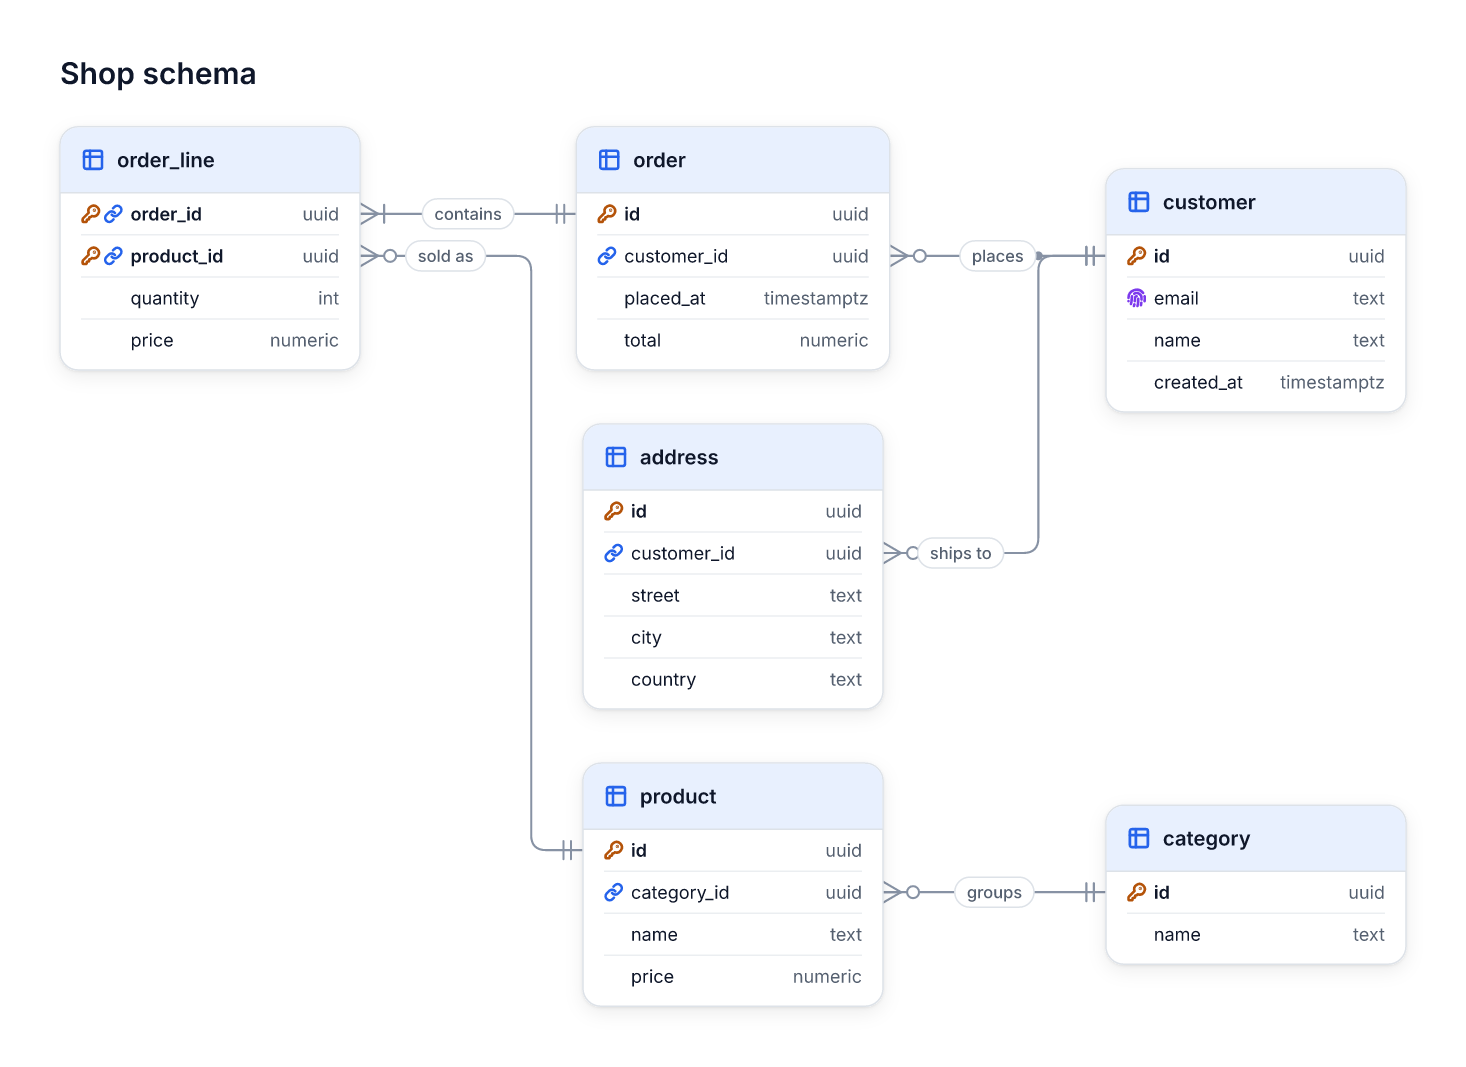 Shop schema
order_line
order_id uuid
product_id uuid
quantity int
price numeric
contains
sold as
order
id uuid
customer_id uuid
placed_at timestamptz
total numeric
places
customer
id uuid
email text
name text
created_at timestamptz
address
id uuid
customer_id uuid
street text
city text
country text
ships to
product
id uuid
category_id uuid
name text
price numeric
groups
category
id uuid
name text